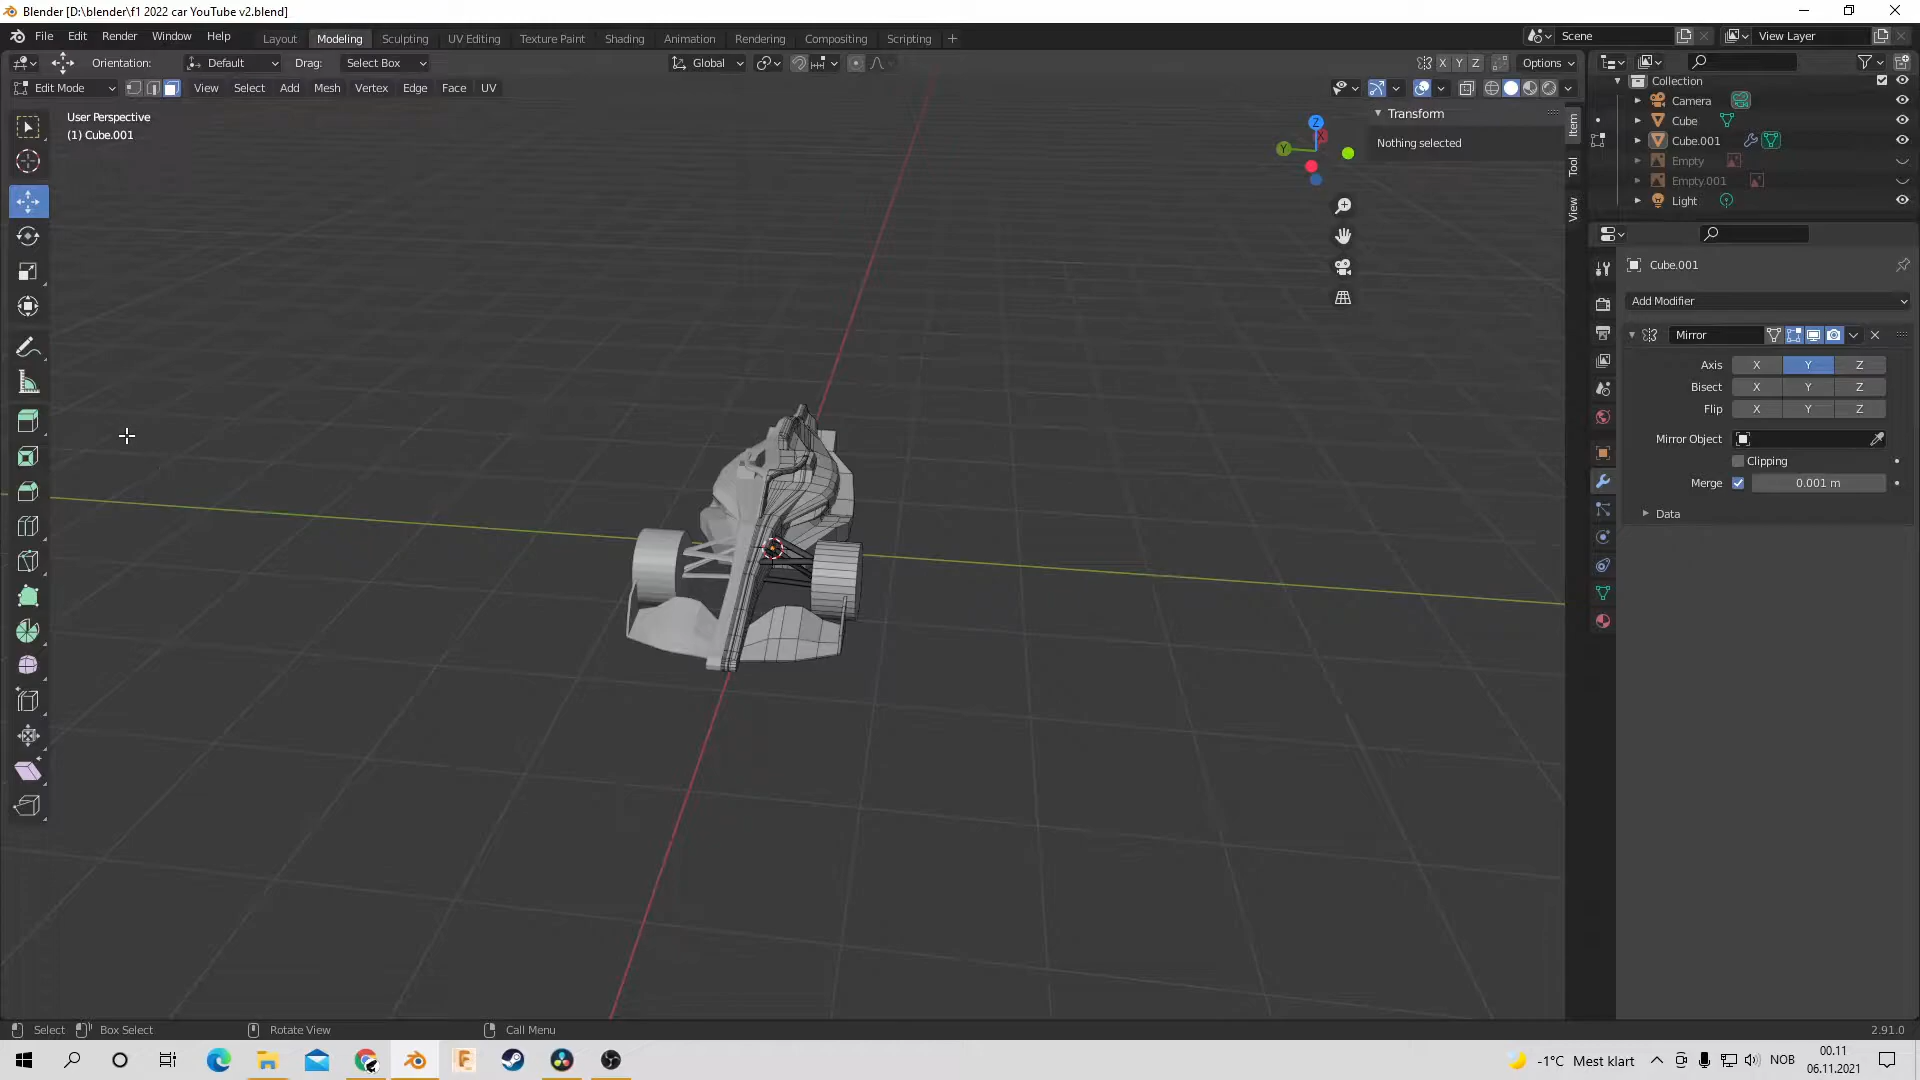 Blender [D:\blender\f1 2022 car YouTube v2.blend]
File Edit Render Window Help
Layout Modeling Sculpting UV Editing Texture Paint Shading Animation Rendering Compositing Scripting +
Scene View Layer
Orientation: Default Drag: Select Box Global X Y Z Options
Edit Mode View Select Add Mesh Vertex Edge Face UV
User Perspective
(1) Cube.001
Transform
Nothing selected
Item
Tool
View
Z
X
Y
Collection
Camera
Cube
Cube.001
Empty
Empty.001
Light
Cube.001
Add Modifier
Mirror
Axis X Y Z
Bisect X Y Z
Flip X Y Z
Mirror Object
Clipping
Merge 0.001 m
Data
Select Box Select Rotate View Call Menu 2.91.0
-1°C Mest klart NOB 00.11
06.11.2021